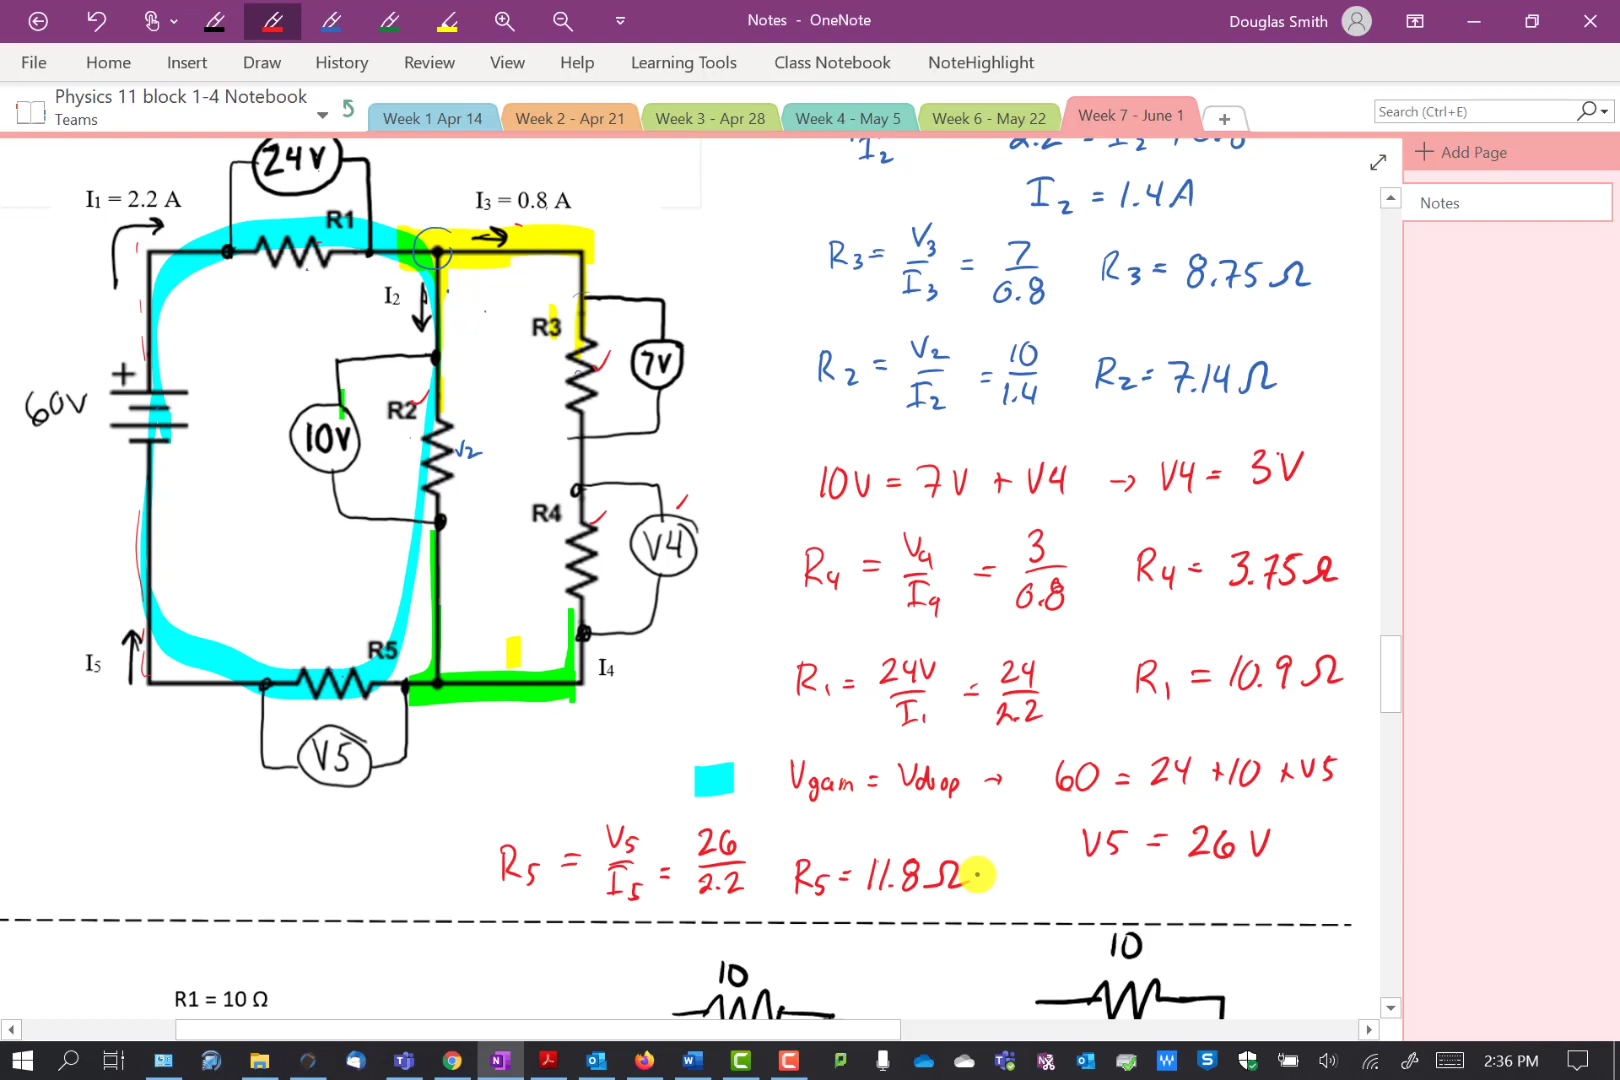 Notes - OneNote
Douglas Smith
File Home Insert Draw History Review View Help Learning Tools Class Notebook NoteHighlight
Physics 11 block 1-4 Notebook
Teams
Week 1 Apr 14 Week 2 - Apr 21 Week 3 - Apr 28 Week 4 - May 5 Week 6 - May 22 Week 7 - June 1
Search (Ctrl+E)
Add Page
Notes
24V
I₁ = 2.2 A
I₃ = 0.8 A
R1
I₂
R3
7V
+
60V
R2
10V
V2
R4
V4
I₅
R5
I₄
V5
I₂
I₂ = 1.4A
R₃ = V₃/I₃ = 7/0.8 R₃ = 8.75 Ω
R₂ = V₂/I₂ = 10/1.4 R₂ = 7.14 Ω
10V = 7V + V4 → V4 = 3V
R₄ = V₄/I₄ = 3/0.8 R₄ = 3.75 Ω
R₁ = 24V/I₁ = 24/2.2 R₁ = 10.9 Ω
Vgain = Vdrop → 60 = 24 + 10 + V5
V5 = 26 V
R₅ = V₅/I₅ = 26/2.2 R₅ = 11.8 Ω
10
10
R1 = 10 Ω
2:36 PM